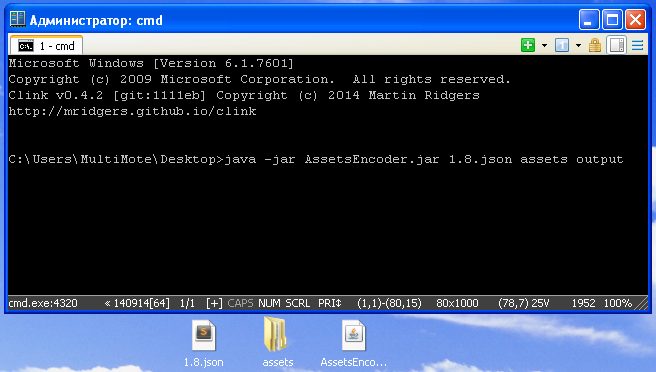 Администратор: cmd
1 - cmd
Microsoft Windows [Version 6.1.7601]
Copyright (c) 2009 Microsoft Corporation.  All rights reserved.
Clink v0.4.2 [git:1111eb] Copyright (c) 2014 Martin Ridgers
http://mridgers.github.io/clink
C:\Users\MultiMote\Desktop>java -jar AssetsEncoder.jar 1.8.json assets output
cmd.exe:4320 « 140914[64] 1/1 [+] CAPS NUM SCRL PRI↕ (1,1)-(80,15) 80x1000 (78,7) 25V 1952 100%
1.8.json assets AssetsEnco...